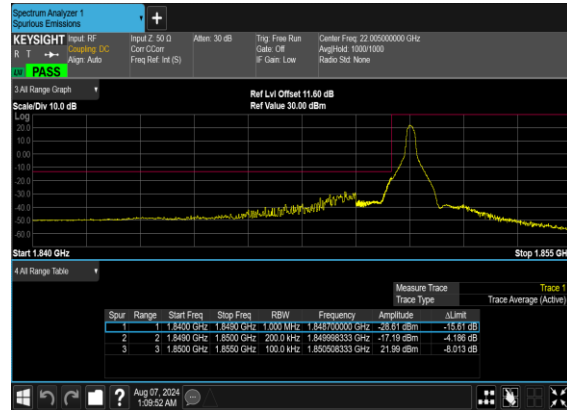 Spectrum Analyzer 1
Spurious Emissions
KEYSIGHT Input: RF Input Z: 50 Ω Atten: 30 dB Trig: Free Run Center Freq: 22.005000000 GHz
R T Coupling: DC Corr CCorr Gate: Off Avg|Hold: 1000/1000
Align: Auto Freq Ref: Int (S) IF Gain: Low Radio Std: None
LW PASS
3 All Range Graph
Ref Lvl Offset 11.60 dB
Scale/Div 10.0 dB Ref Value 30.00 dBm
Log
20.0
10.0
0.00
-10.0
-20.0
-30.0
-40.0
-50.0
-60.0
Start 1.840 GHz Stop 1.855 GH
4 All Range Table
Measure Trace Trace 1
Trace Type Trace Average (Active)
Spur Range Start Freq Stop Freq RBW Frequency Amplitude ΔLimit
1 1 1.8400 GHz 1.8490 GHz 1.000 MHz 1.848700000 GHz -28.61 dBm -15.61 dB
2 2 1.8490 GHz 1.8500 GHz 200.0 kHz 1.849998333 GHz -17.19 dBm -4.186 dB
3 3 1.8500 GHz 1.8550 GHz 100.0 kHz 1.850508333 GHz 21.99 dBm -8.013 dB
? Aug 07, 2024
1:09:52 AM